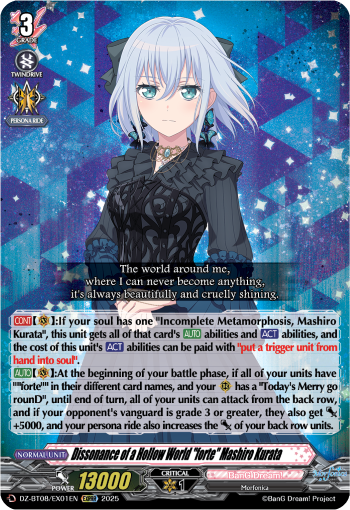 3
GRADE
TWINDRIVE
PERSONA RIDE
The world around me,
where I can never become anything,
it's always beautifully and cruelly shining.
CONT【】:If your soul has one "Incomplete Metamorphosis, Mashiro
Kurata", this unit gets all of that card's AUTO abilities and ACT abilities, and
the cost of this unit's ACT abilities can be paid with "put a trigger unit from
hand into soul".
AUTO【】:At the beginning of your battle phase, if all of your units have
""forte"" in their different card names, and your has a "Today's Merry go
rounD", until end of turn, all of your units can attack from the back row,
and if your opponent's vanguard is grade 3 or greater, they also get
+5000, and your persona ride also increases the of your back row units.
NORMAL UNIT
Dissonance of a Hollow World "forte" Mashiro Kurata
POWER
13000
CRITICAL
1
BanG Dream!
Morfonica
DZ-BT08/EX01EN
2025
©BanG Dream! Project